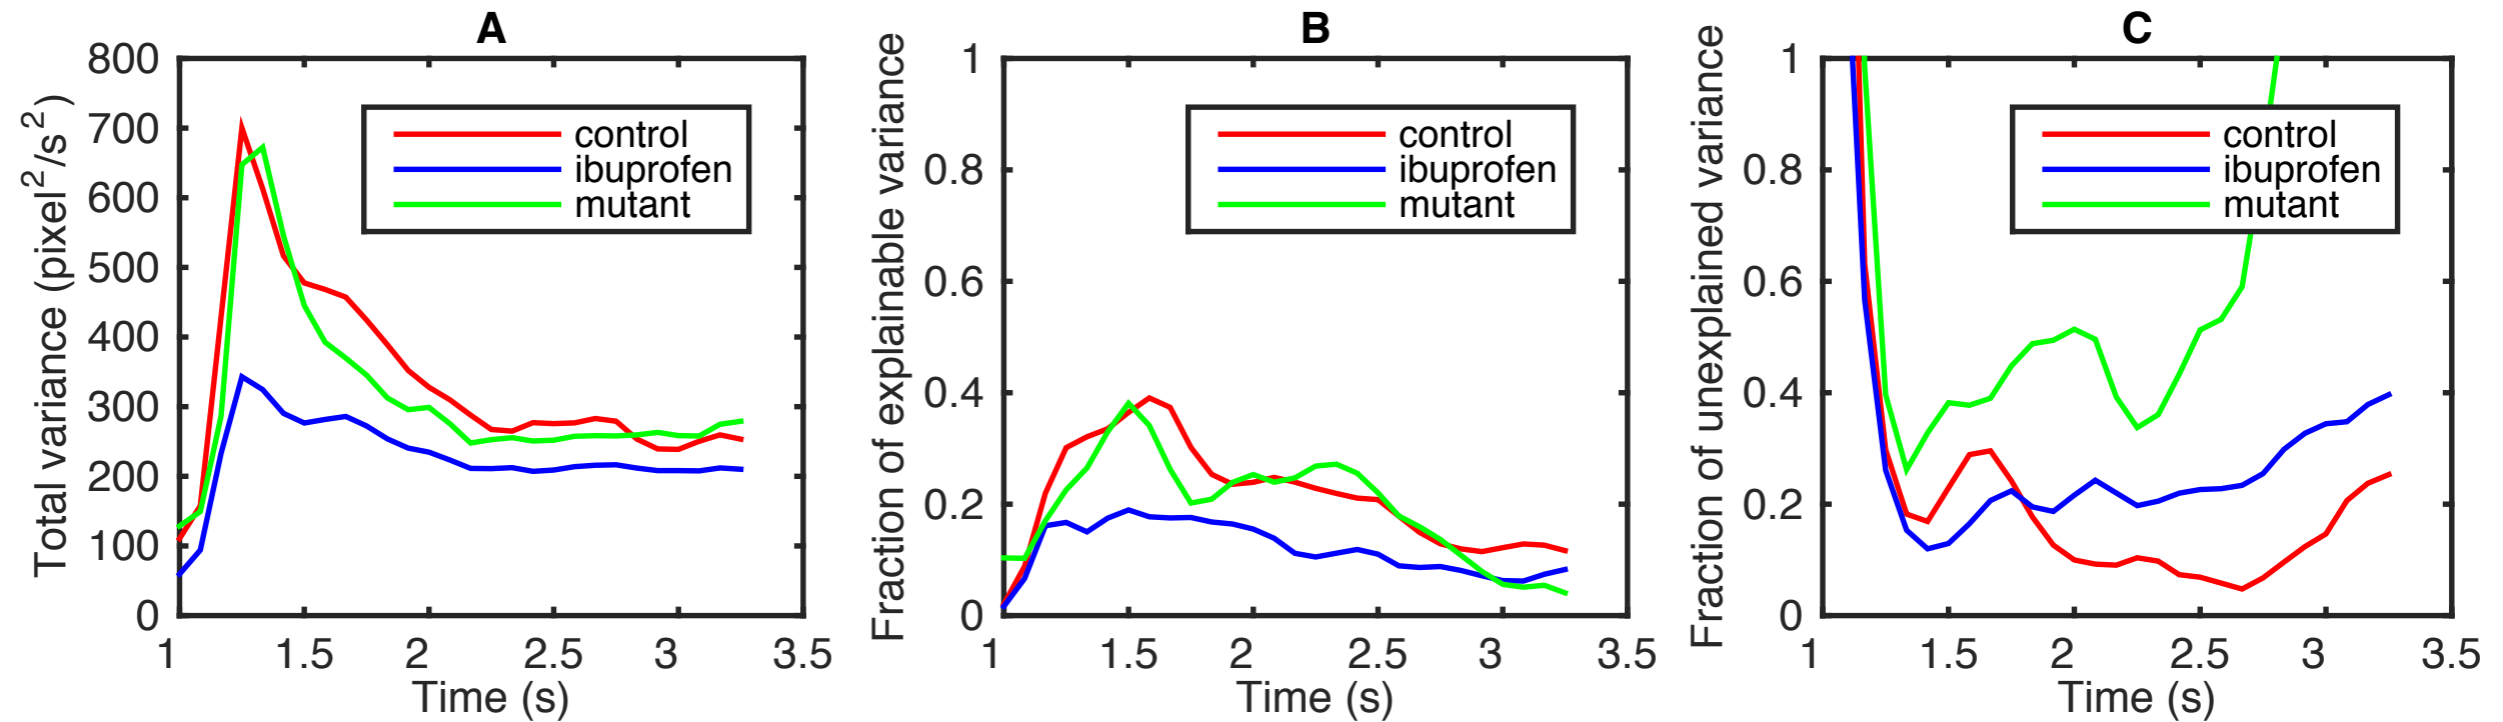 A
Total variance (pixel²/s²)
800
700
600
500
400
300
200
100
0
control
ibuprofen
mutant
1 1.5 2 2.5 3 3.5
Time (s)
B
Fraction of explainable variance
1
0.8
0.6
0.4
0.2
0
control
ibuprofen
mutant
1 1.5 2 2.5 3 3.5
Time (s)
C
Fraction of unexplained variance
1
0.8
0.6
0.4
0.2
0
control
ibuprofen
mutant
1 1.5 2 2.5 3 3.5
Time (s)